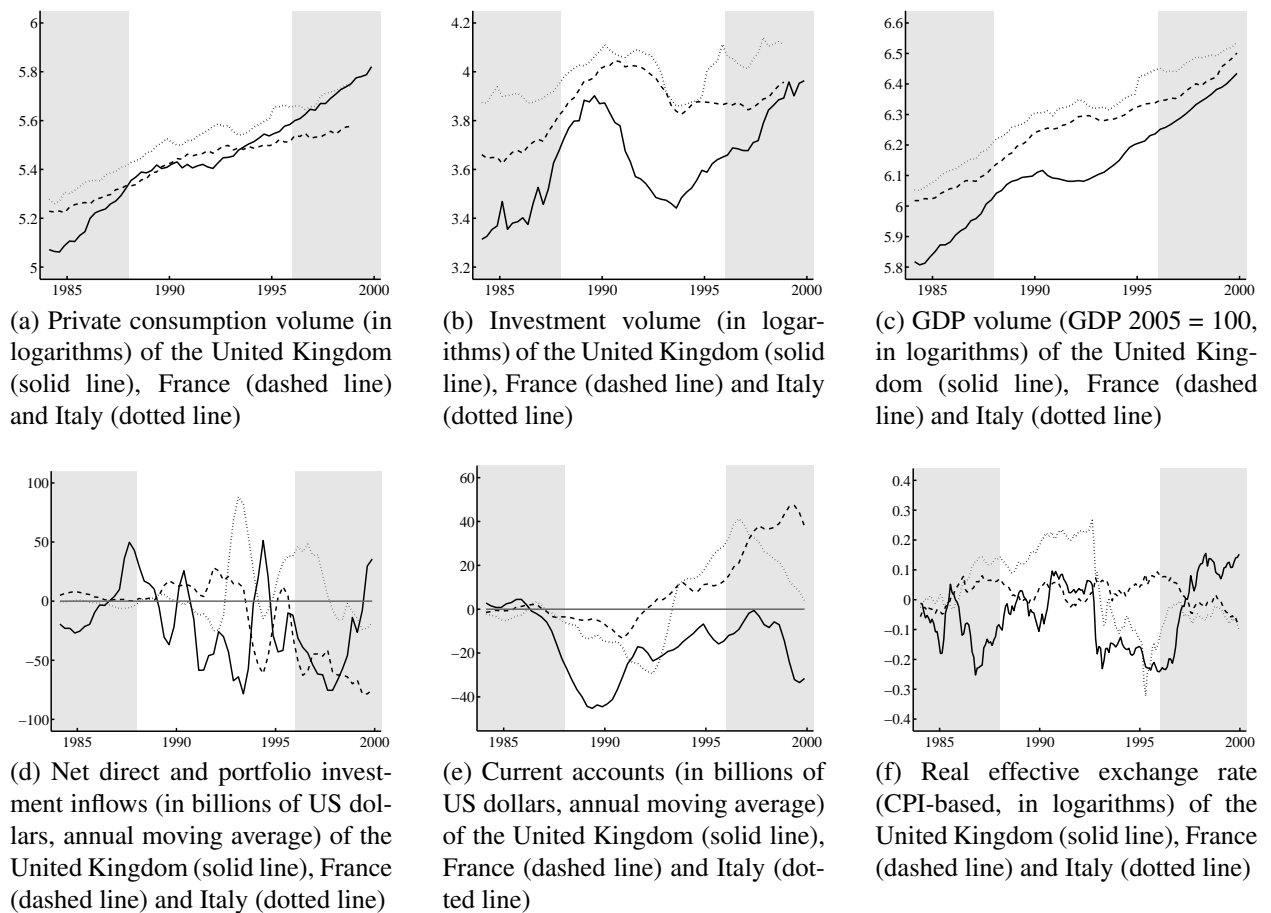 6
5.8
5.6
5.4
5.2
5
1985
1990
1995
2000
(a) Private consumption volume (in
logarithms) of the United Kingdom
(solid line), France (dashed line)
and Italy (dotted line)
4.2
4
3.8
3.6
3.4
3.2
1985
1990
1995
2000
(b) Investment volume (in logar-
ithms) of the United Kingdom (solid
line), France (dashed line) and Italy
(dotted line)
6.6
6.5
6.4
6.3
6.2
6.1
6
5.9
5.8
1985
1990
1995
2000
(c) GDP volume (GDP 2005 = 100,
in logarithms) of the United King-
dom (solid line), France (dashed
line) and Italy (dotted line)
100
50
0
−50
−100
1985
1990
1995
2000
(d) Net direct and portfolio invest-
ment inflows (in billions of US dol-
lars, annual moving average) of the
United Kingdom (solid line), France
(dashed line) and Italy (dotted line)
60
40
20
0
−20
−40
1985
1990
1995
2000
(e) Current accounts (in billions of
US dollars, annual moving average)
of the United Kingdom (solid line),
France (dashed line) and Italy (dot-
ted line)
0.4
0.3
0.2
0.1
0
−0.1
−0.2
−0.3
−0.4
1985
1990
1995
2000
(f) Real effective exchange rate
(CPI-based, in logarithms) of the
United Kingdom (solid line), France
(dashed line) and Italy (dotted line)